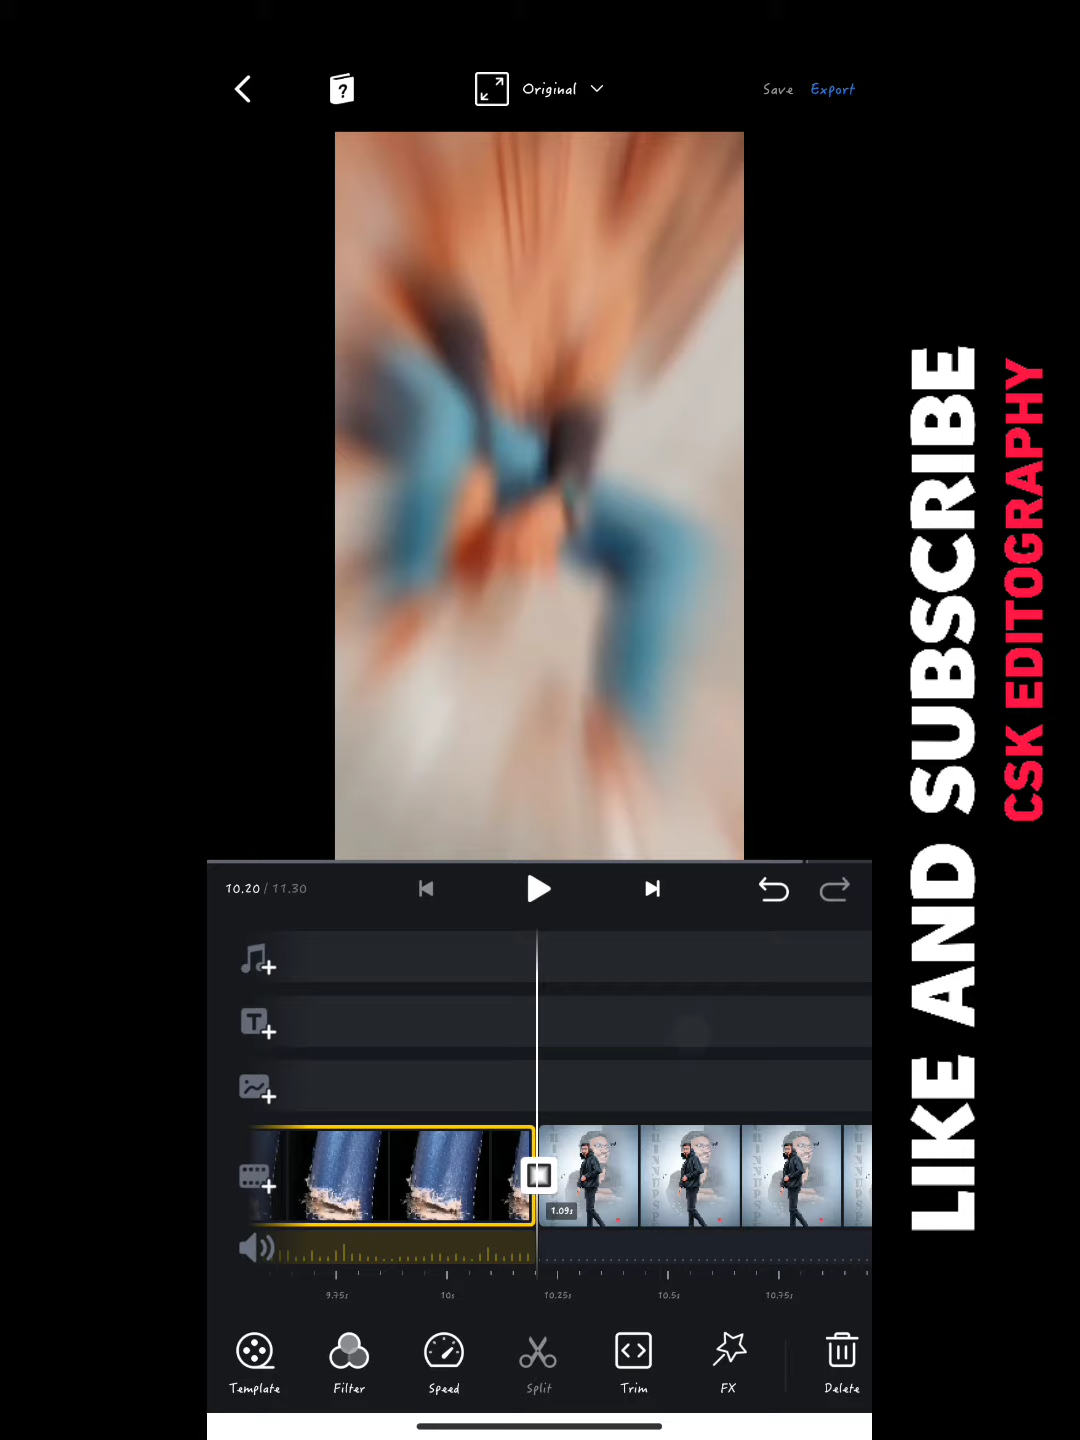 Original
Save
Export
10.20 / 11.30
1.09s
9.75s
10s
10.25s
10.5s
10.75s
Template
Filter
Speed
Split
Trim
FX
Delete
LIKE AND SUBSCRIBE
CSK EDITOGRAPHY